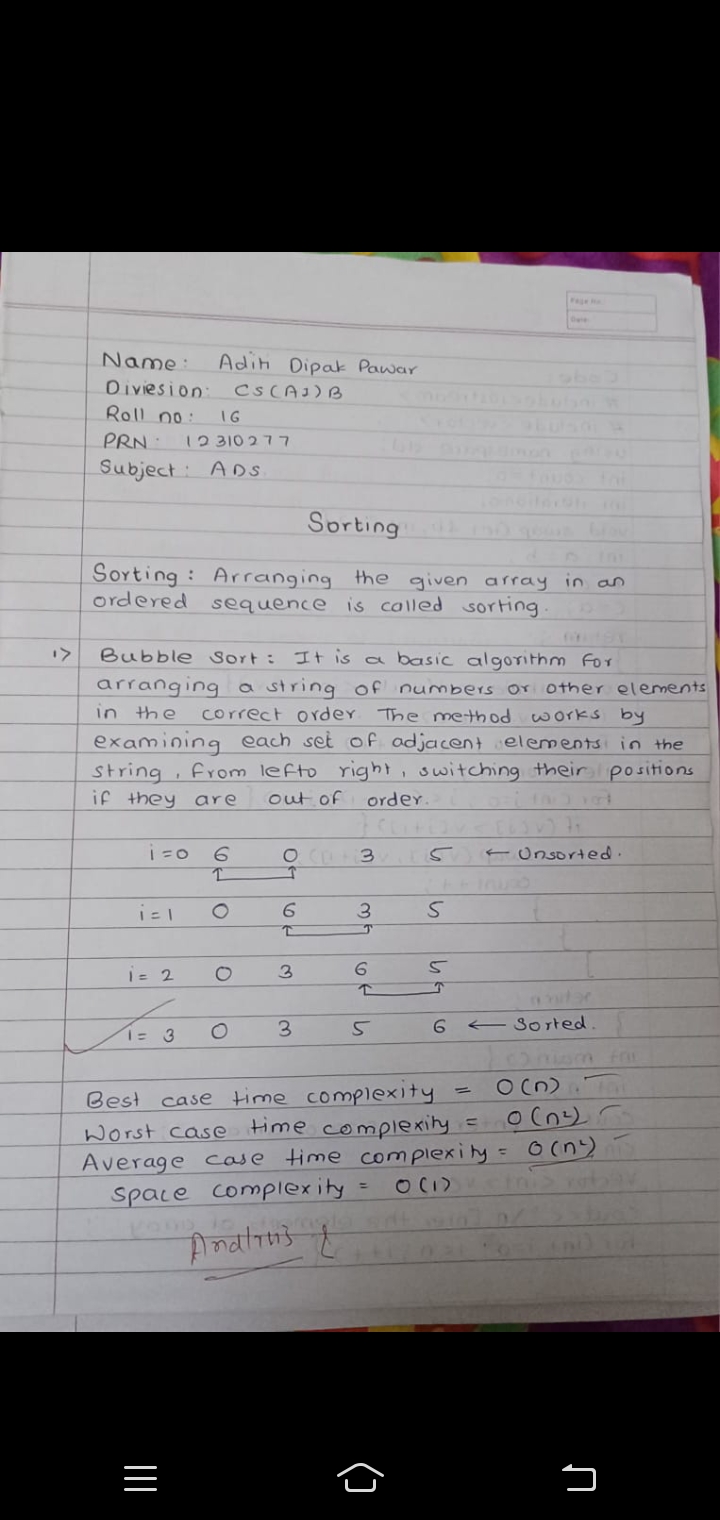 Page No:
Date:
Name: Aditi Dipak Pawar
Diviesion: CS(AI)B
Roll no: 16
PRN: 12310277
Subject: ADS.
Sorting
Sorting: Arranging the given array in an
ordered sequence is called sorting.
1> Bubble sort: It is a basic algorithm for
arranging a string of numbers or other elements
in the correct order The method works by
examining each set of adjacent elements in the
string, from lefto right, switching their positions
if they are out of order.
i=0 6 0 3 5 ← Unsorted.
i=1 0 6 3 5
i=2 0 3 6 5
i=3 0 3 5 6 ← Sorted.
Best case time complexity = O(n)
Worst case time complexity = O(n²)
Average case time complexity = O(n²)
Space complexity = O(1)